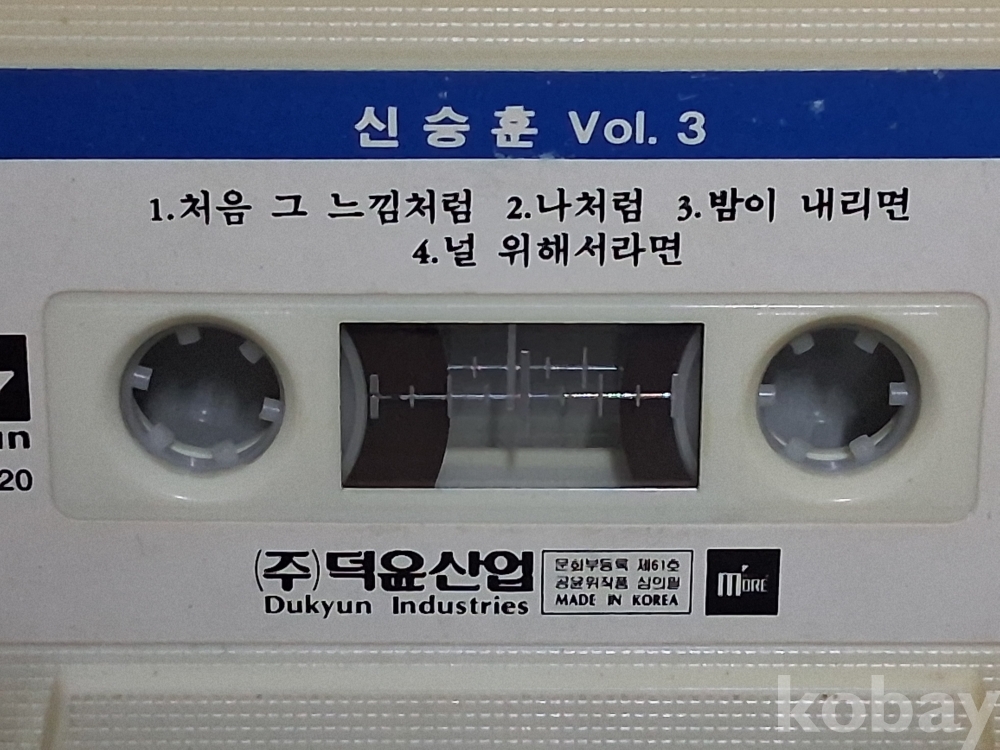 신승훈 Vol. 3
1.처음 그 느낌처럼 2.나처럼 3.밤이 내리면
4.널 위해서라면
un
20
(주)덕윤산업
Dukyun Industries
문화부등록 제61호
공윤위작품 심의필
MADE IN KOREA
MORE
kobay